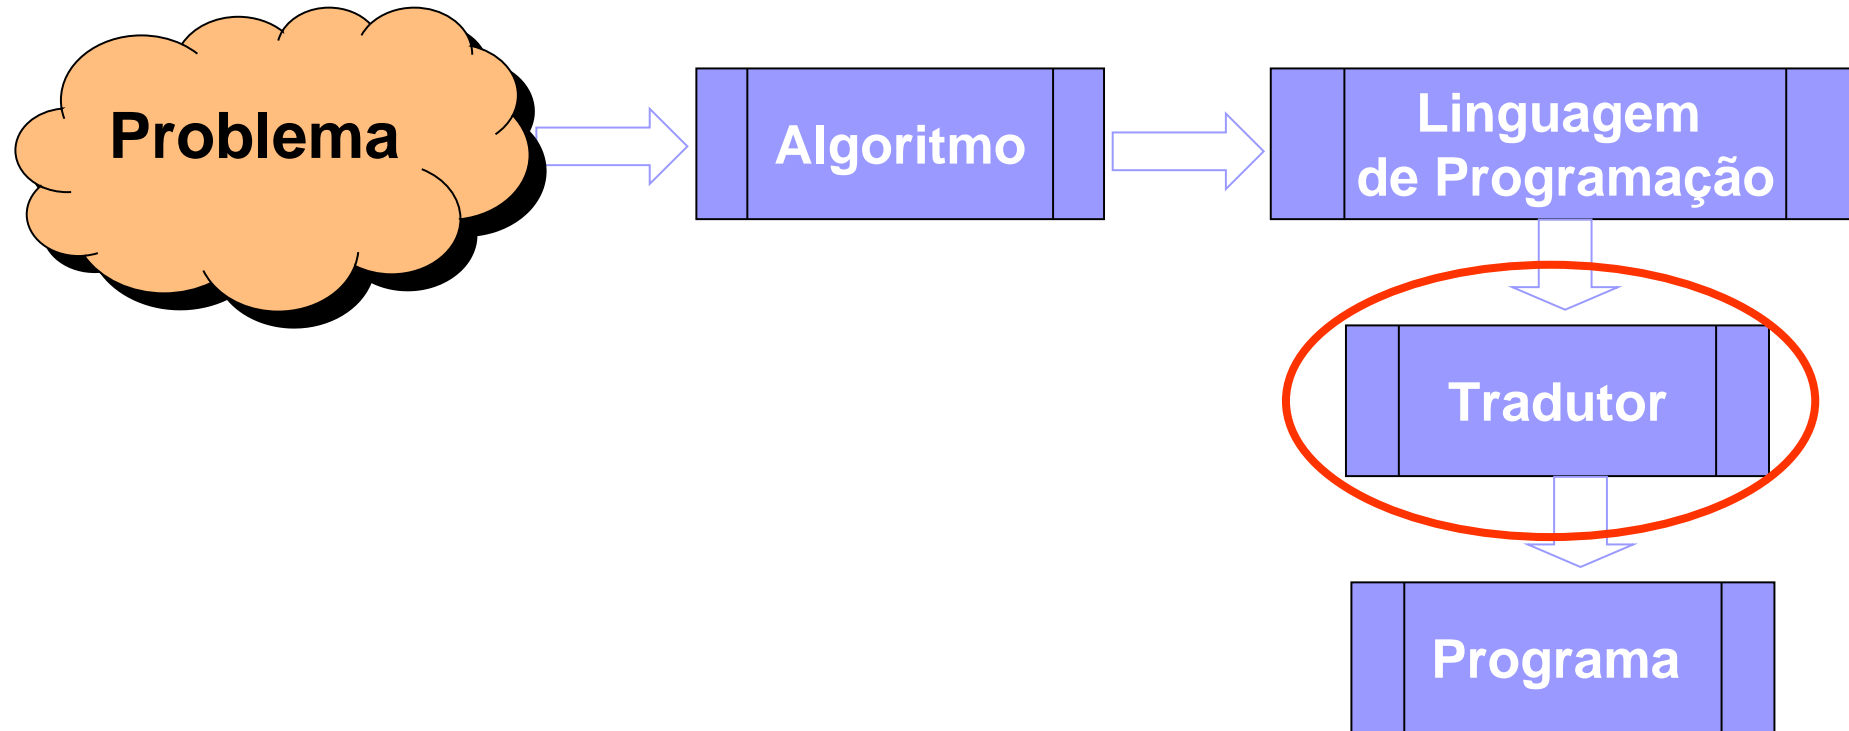 Problema
Algoritmo
Linguagem
de Programação
Tradutor
Programa